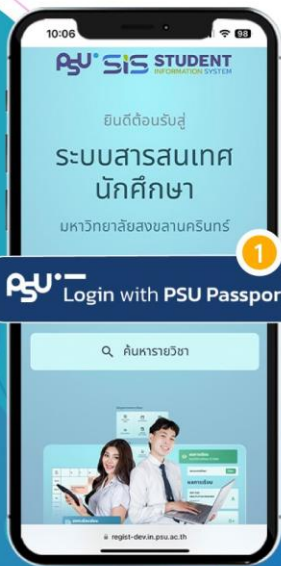 10:06
98
PSU SIS STUDENT
INFORMATION SYSTEM
ยินดีต้อนรับสู่
ระบบสารสนเทศ
นักศึกษา
มหาวิทยาลัยสงขลานครินทร์
1
PSU Login with PSU Passpor
ค้นหารายวิชา
regist-dev.in.psu.ac.th